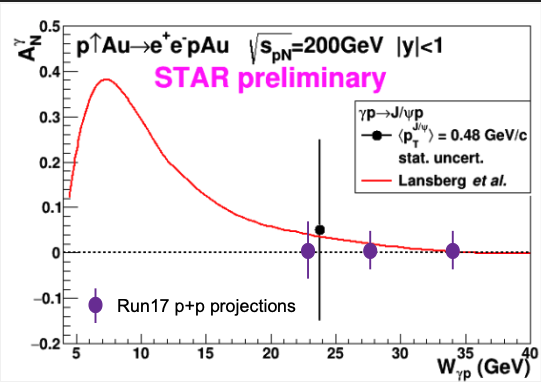 p↑Au→e⁺e⁻pAu √s_pN=200GeV |y|<1
STAR preliminary
A_N^γ
0.5
0.4
0.3
0.2
0.1
0
-0.1
-0.2
γp→J/ψp
⟨p_T^J/ψ⟩ = 0.48 GeV/c
stat. uncert.
Lansberg et al.
Run17 p+p projections
5 10 15 20 25 30 35 40
W_γp (GeV)